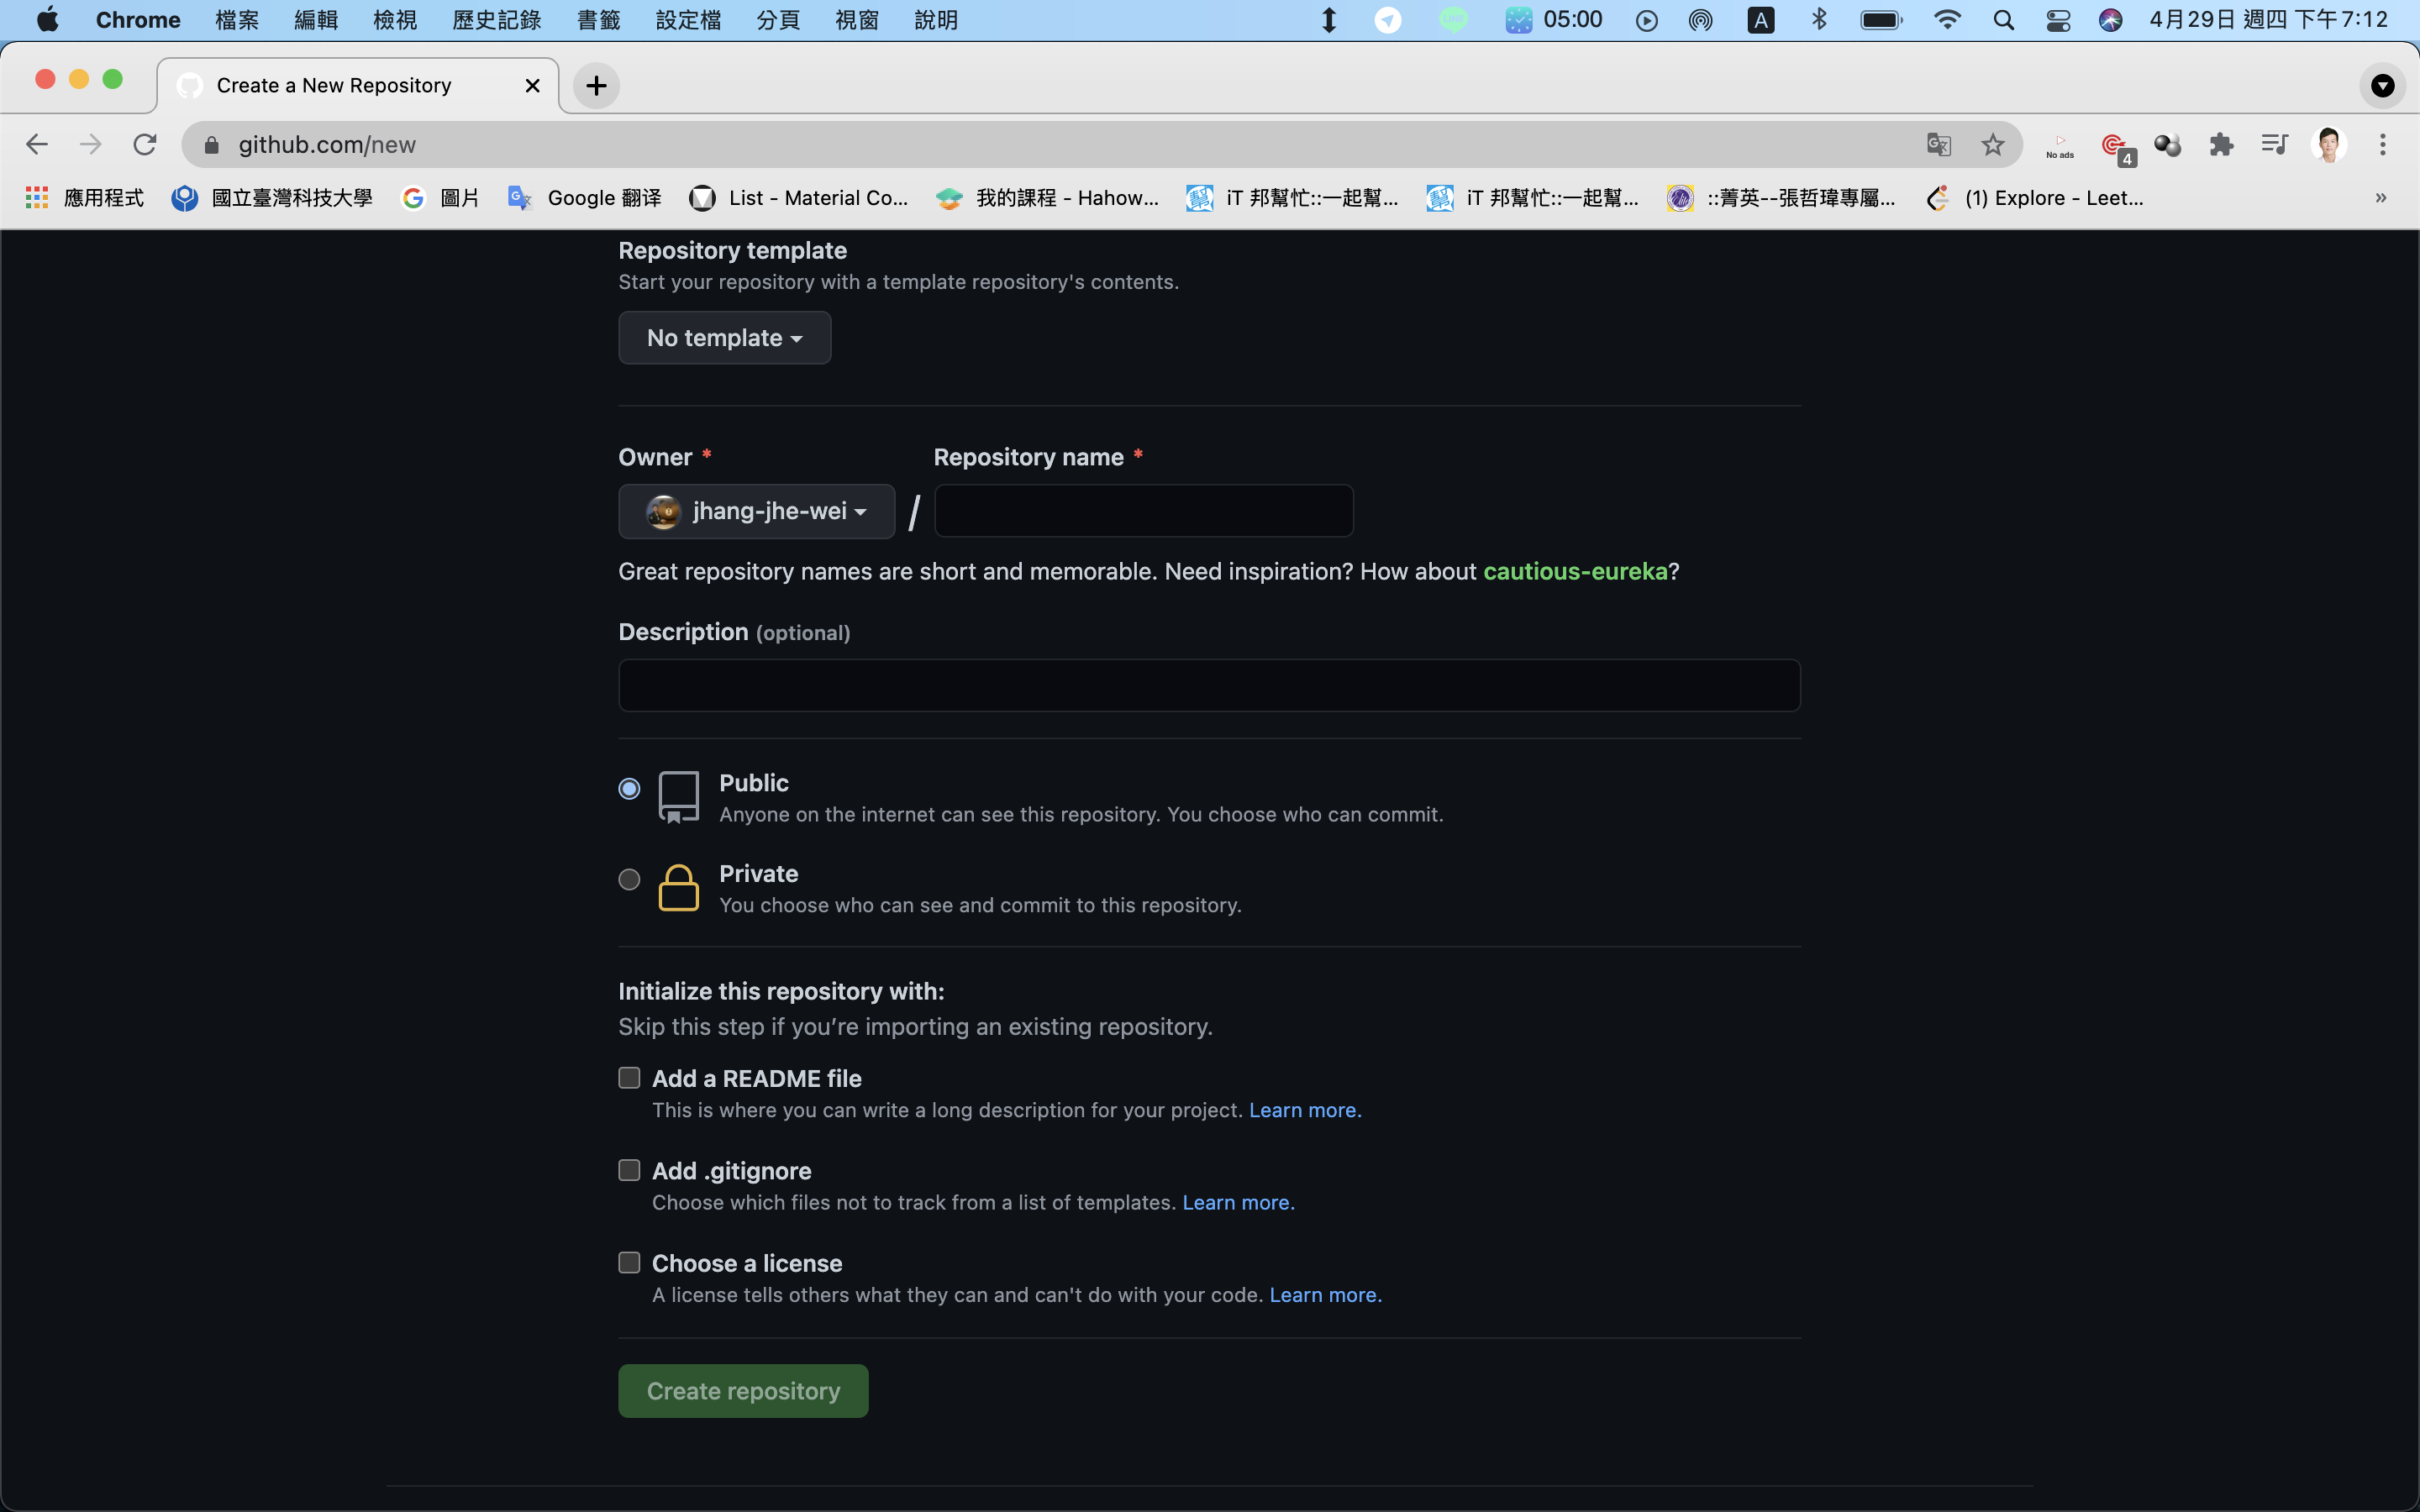 Chrome 檔案 編輯 檢視 歷史記錄 書籤 設定檔 分頁 視窗 說明 05:00 A 4月29日 週四 下午7:12
Create a New Repository
github.com/new No ads 4
應用程式 國立臺灣科技大學 圖片 Google 翻译 List - Material Co... 我的課程 - Hahow... iT 邦幫忙::一起幫... iT 邦幫忙::一起幫... ::菁英--張哲瑋專屬... (1) Explore - Leet... »
Repository template
Start your repository with a template repository's contents.
No template
Owner * Repository name *
jhang-jhe-wei /
Great repository names are short and memorable. Need inspiration? How about cautious-eureka?
Description (optional)
Public
Anyone on the internet can see this repository. You choose who can commit.
Private
You choose who can see and commit to this repository.
Initialize this repository with:
Skip this step if you’re importing an existing repository.
Add a README file
This is where you can write a long description for your project. Learn more.
Add .gitignore
Choose which files not to track from a list of templates. Learn more.
Choose a license
A license tells others what they can and can't do with your code. Learn more.
Create repository